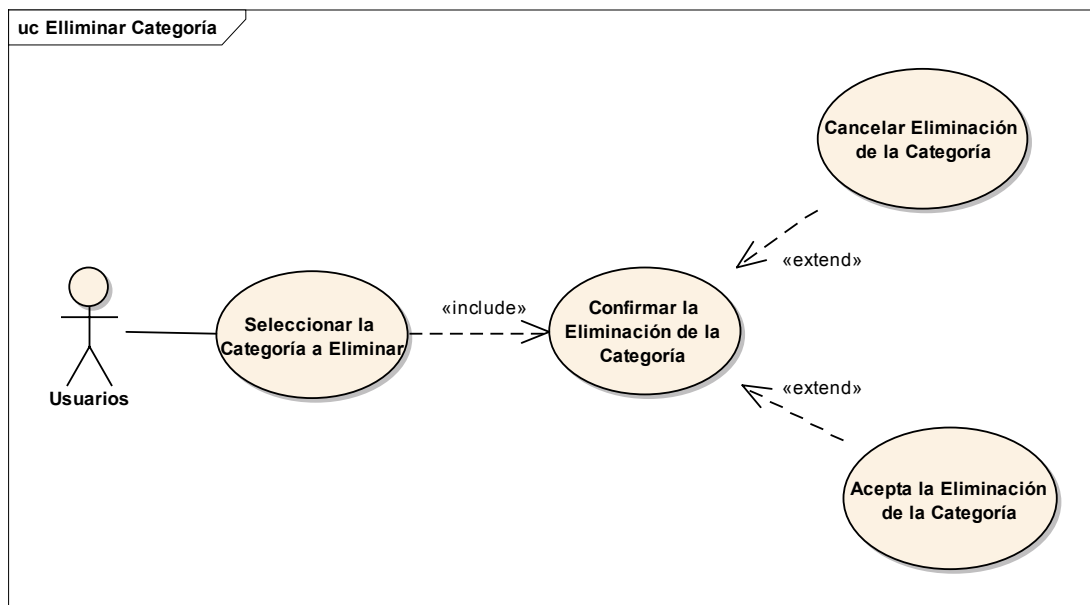 uc Elliminar Categoría
Cancelar Eliminación
de la Categoría
«extend»
Seleccionar la
Categoría a Eliminar
«include»
Confirmar la
Eliminación de la
Categoría
Usuarios
«extend»
Acepta la Eliminación
de la Categoría